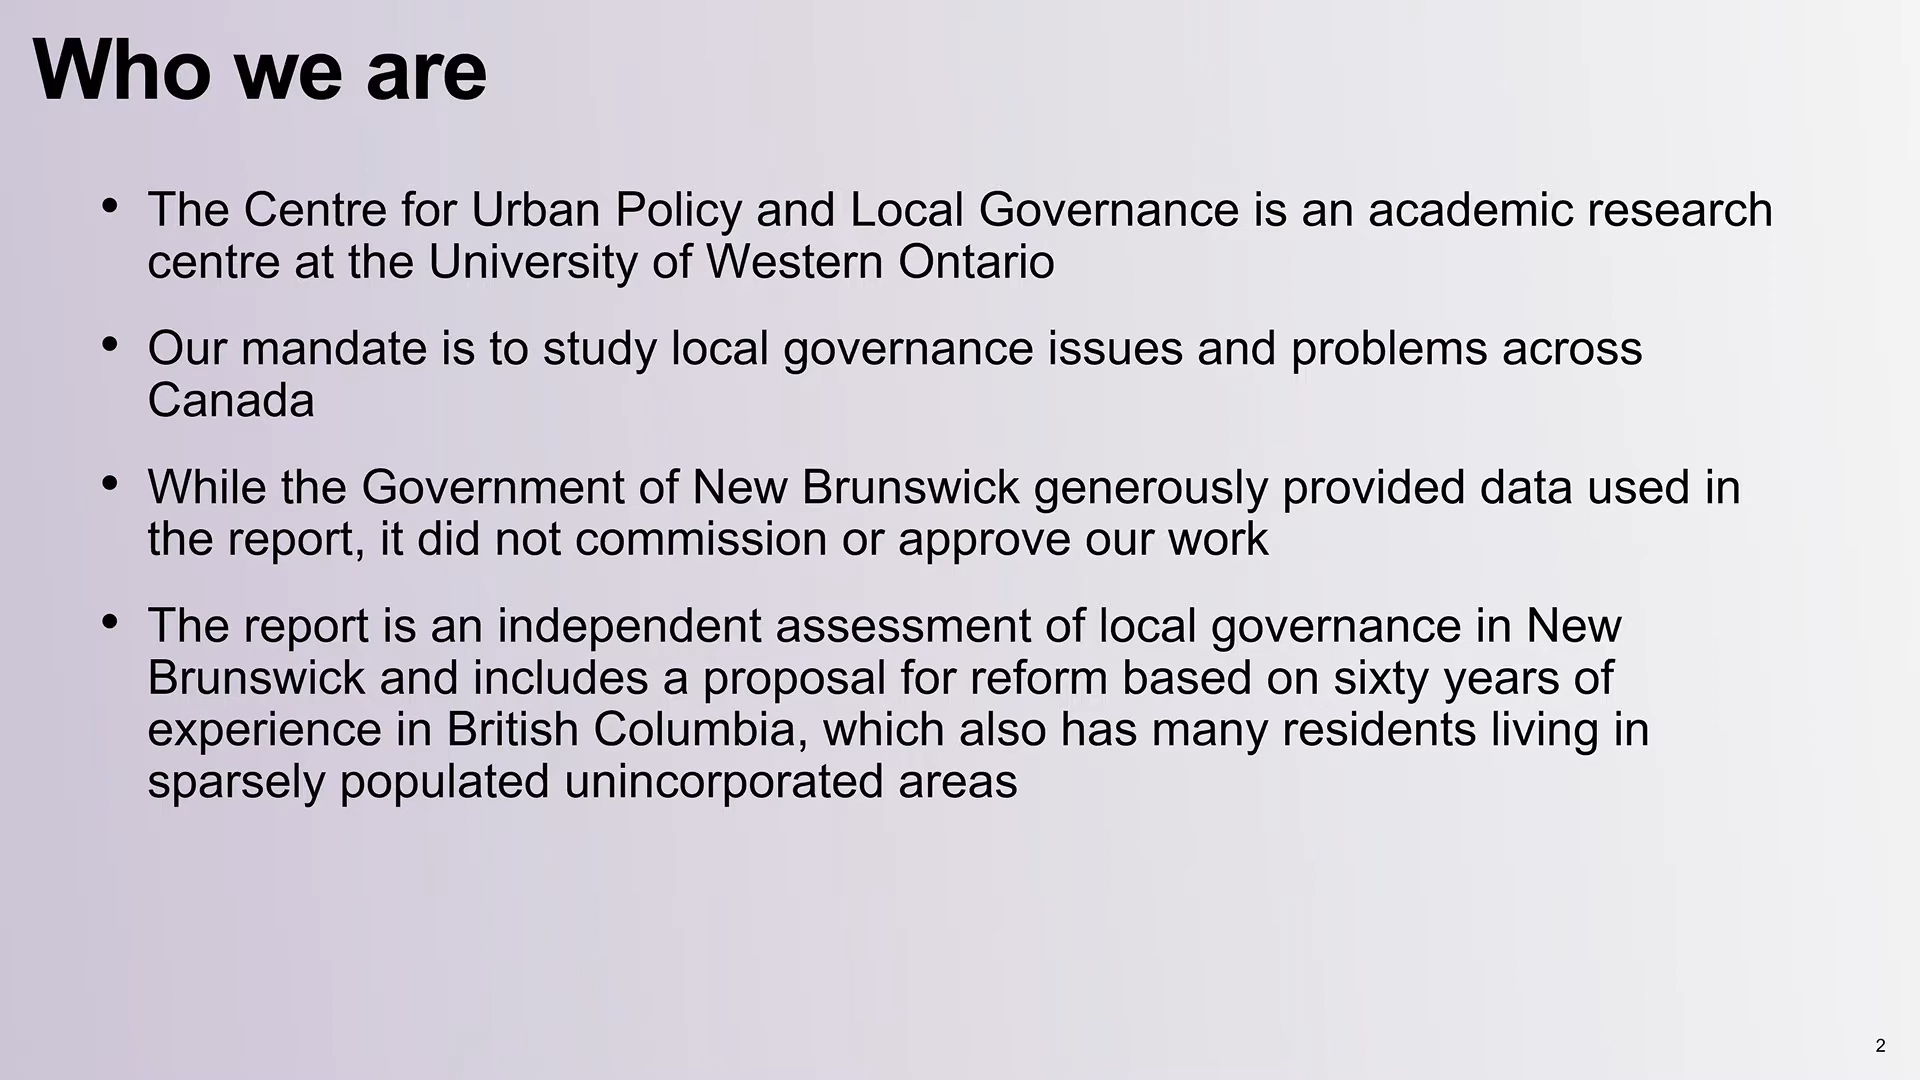 Who we are
• The Centre for Urban Policy and Local Governance is an academic research
centre at the University of Western Ontario
• Our mandate is to study local governance issues and problems across
Canada
• While the Government of New Brunswick generously provided data used in
the report, it did not commission or approve our work
• The report is an independent assessment of local governance in New
Brunswick and includes a proposal for reform based on sixty years of
experience in British Columbia, which also has many residents living in
sparsely populated unincorporated areas
2